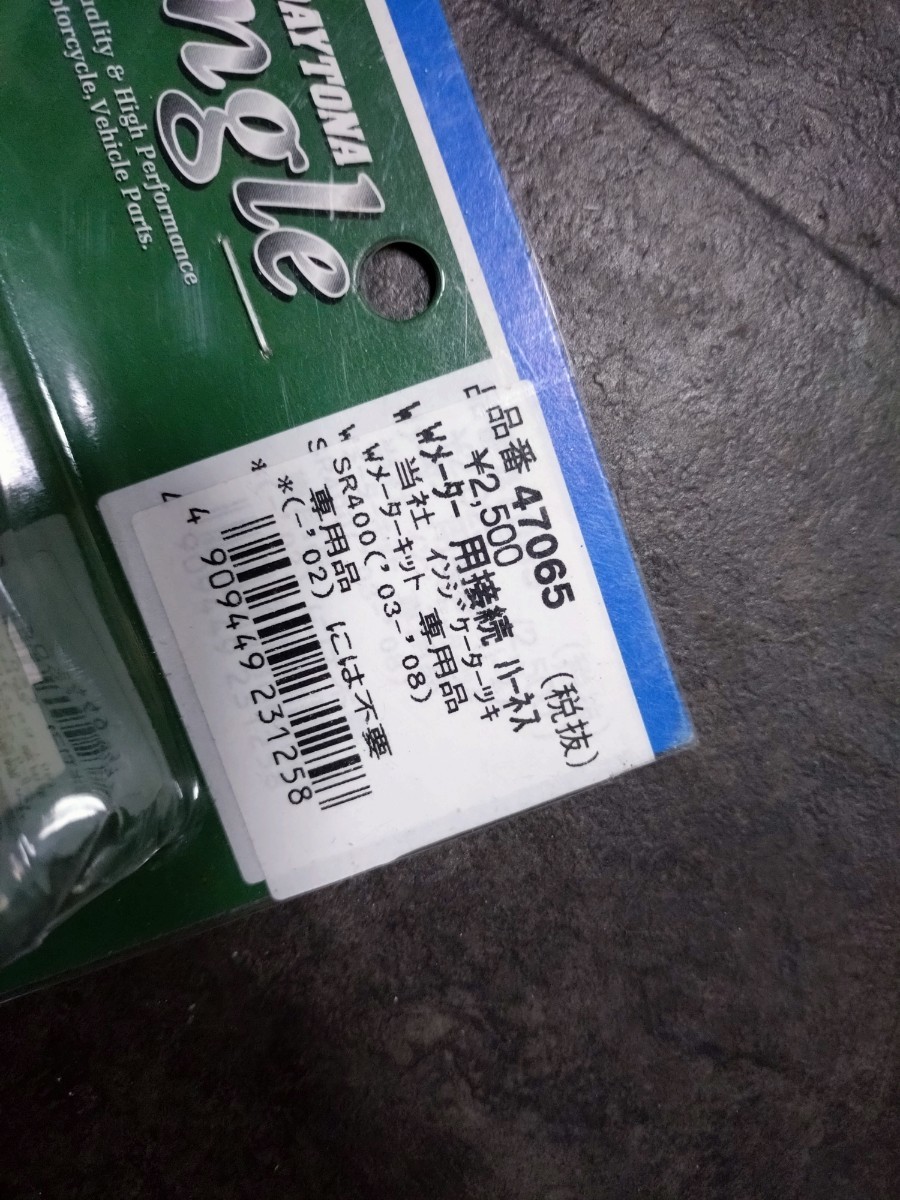 DAYTONA
ngle
uality & High Performance
otorcycle, Vehicle Parts.
品番 47065
¥2,500 (税抜)
Wメーター 用接続 ハーネス
当社 インジケーターツキ
Wメーターキット 専用品
SR400('03-'08)
専用品 には不要
*(-'02)
4 909449 231258